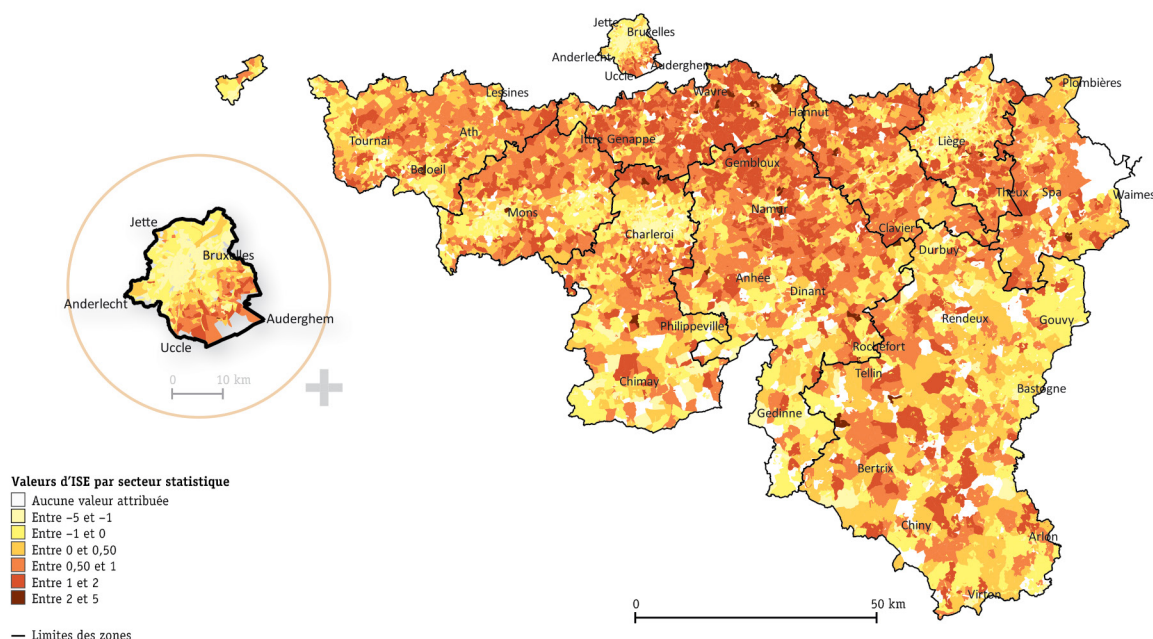 Jette
Bruxelles
Anderlecht
Auderghem
Uccle
Plombières
Lessines
Wavre
Hannut
Tournai
Ath
Ittre Genappe
Liège
Beloeil
Gembloux
Theux
Spa
Waimes
Mons
Namur
Charleroi
Clavier
Durbuy
Anhée
Dinant
Philippeville
Rendeux
Gouvy
Rochefort
Tellin
Chimay
Bastogne
Gedinne
Bertrix
Chiny
Arlon
Virton
0
50 km
Jette
Bruxelles
Anderlecht
Auderghem
Uccle
0
10 km
Valeurs d'ISE par secteur statistique
Aucune valeur attribuée
Entre –5 et –1
Entre –1 et 0
Entre 0 et 0,50
Entre 0,50 et 1
Entre 1 et 2
Entre 2 et 5
Limites des zones